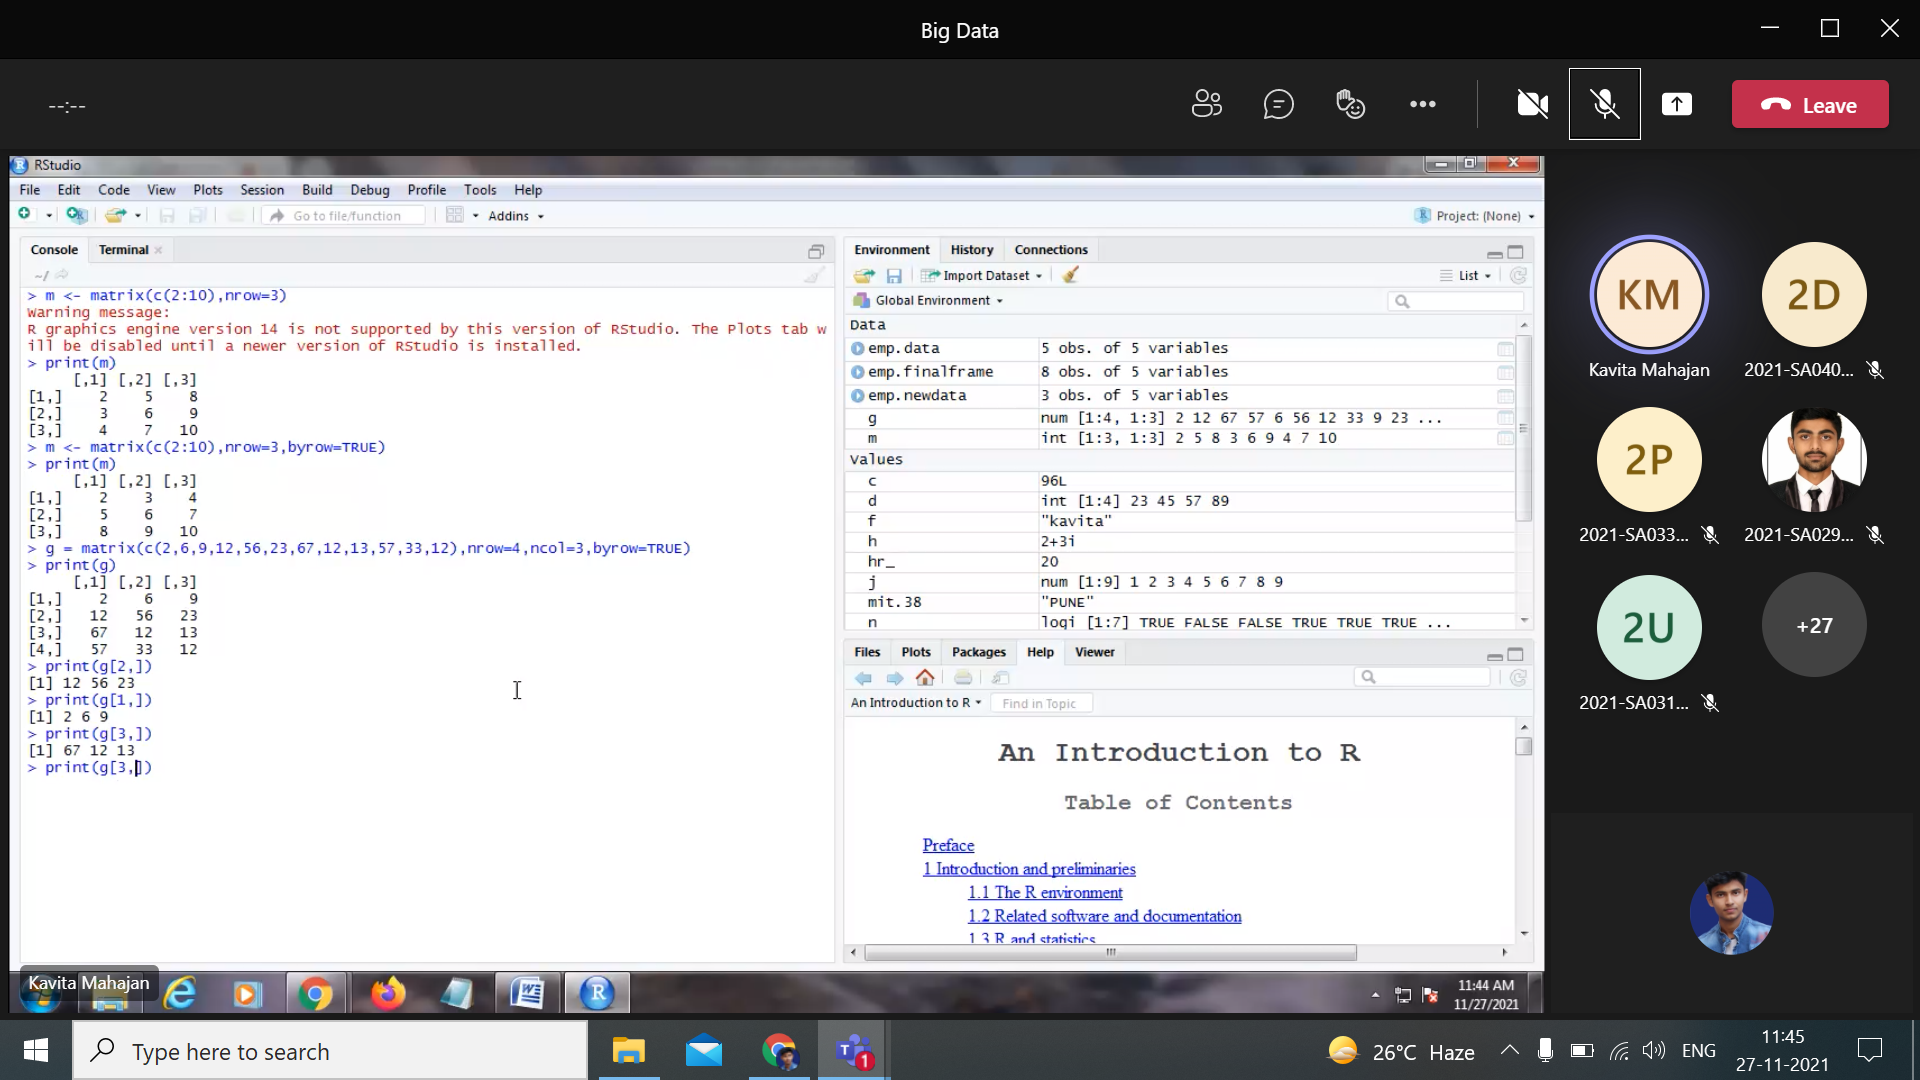 Big Data
--:--
Leave
RStudio
File Edit Code View Plots Session Build Debug Profile Tools Help
Go to file/function
Addins
Project: (None)
Console Terminal
~/
> m <- matrix(c(2:10),nrow=3)
Warning message:
R graphics engine version 14 is not supported by this version of RStudio. The Plots tab w
ill be disabled until a newer version of RStudio is installed.
> print(m)
[,1] [,2] [,3]
[1,] 2 5 8
[2,] 3 6 9
[3,] 4 7 10
> m <- matrix(c(2:10),nrow=3,byrow=TRUE)
> print(m)
[,1] [,2] [,3]
[1,] 2 3 4
[2,] 5 6 7
[3,] 8 9 10
> g = matrix(c(2,6,9,12,56,23,67,12,13,57,33,12),nrow=4,ncol=3,byrow=TRUE)
> print(g)
[,1] [,2] [,3]
[1,] 2 6 9
[2,] 12 56 23
[3,] 67 12 13
[4,] 57 33 12
> print(g[2,])
[1] 12 56 23
> print(g[1,])
[1] 2 6 9
> print(g[3,])
[1] 67 12 13
> print(g[3,])
Environment History Connections
Import Dataset
List
Global Environment
Data
emp.data 5 obs. of 5 variables
emp.finalframe 8 obs. of 5 variables
emp.newdata 3 obs. of 5 variables
g num [1:4, 1:3] 2 12 67 57 6 56 12 33 9 23 ...
m int [1:3, 1:3] 2 5 8 3 6 9 4 7 10
Values
c 96L
d int [1:4] 23 45 57 89
f "kavita"
h 2+3i
hr_ 20
j num [1:9] 1 2 3 4 5 6 7 8 9
mit.38 "PUNE"
n logi [1:7] TRUE FALSE FALSE TRUE TRUE TRUE ...
Files Plots Packages Help Viewer
An Introduction to R
Find in Topic
An Introduction to R
Table of Contents
Preface
1 Introduction and preliminaries
1.1 The R environment
1.2 Related software and documentation
1.3 R and statistics
Kavita Mahajan
11:44 AM
11/27/2021
KM
Kavita Mahajan
2D
2021-SA040...
2P
2021-SA033...
2021-SA029...
2U
2021-SA031...
+27
Type here to search
1
26°C Haze
ENG
11:45
27-11-2021